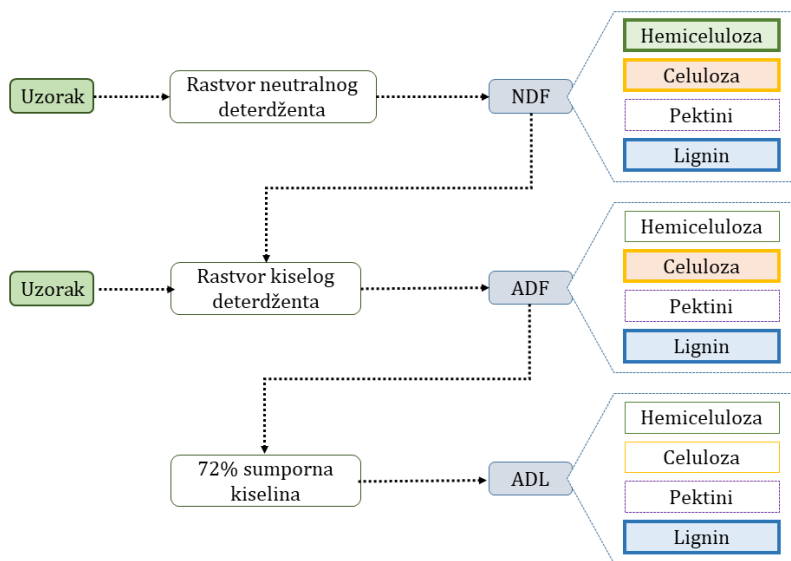 Uzorak
Rastvor neutralnog
deterdženta
NDF
Hemiceluloza
Celuloza
Pektini
Lignin
Uzorak
Rastvor kiselog
deterdženta
ADF
Hemiceluloza
Celuloza
Pektini
Lignin
72% sumporna
kiselina
ADL
Hemiceluloza
Celuloza
Pektini
Lignin